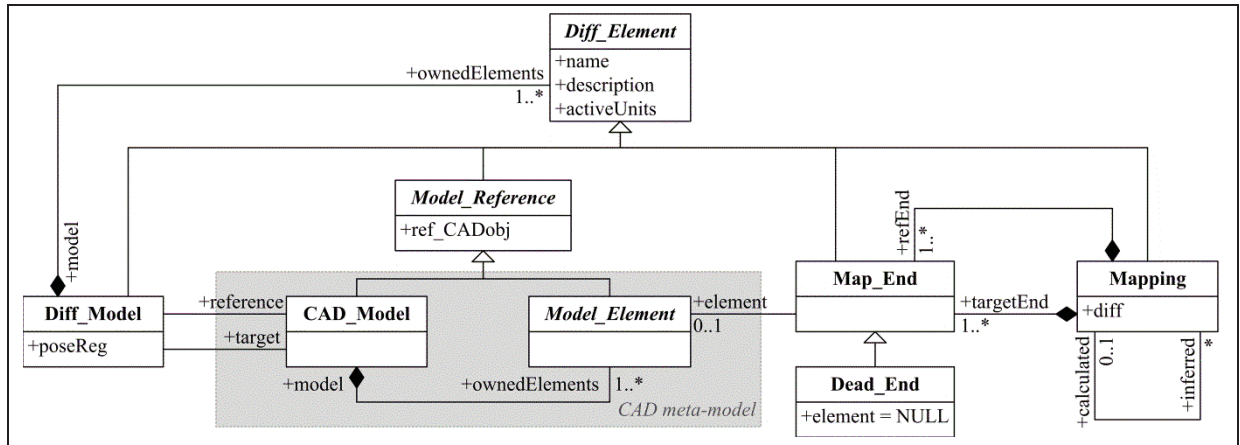 Diff_Element
+name
+description
+activeUnits
+ownedElements
1..*
Model_Reference
+ref_CADobj
+model
+refEnd
1..*
Diff_Model
+poseReg
+reference
+target
CAD_Model
Model_Element
+element
0..1
Map_End
+targetEnd
1..*
Mapping
+diff
+model
+ownedElements
1..*
CAD meta-model
Dead_End
+element = NULL
+calculated
0..1
+inferred
*